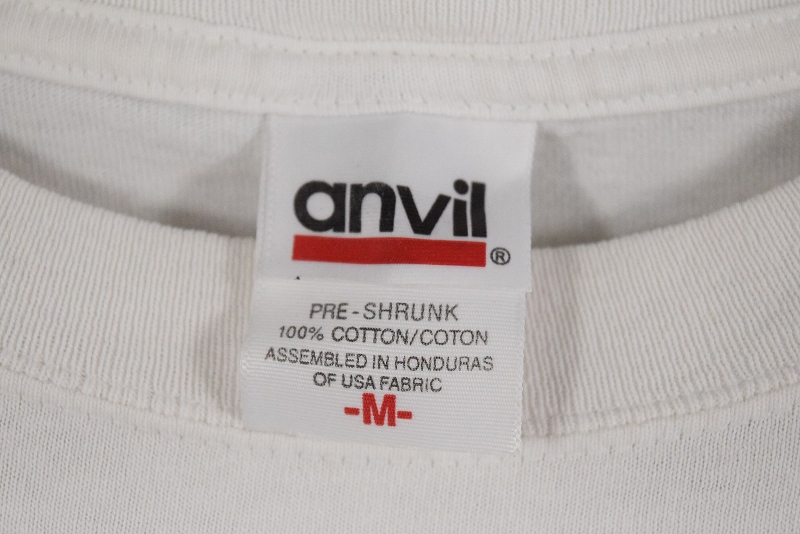 anvil®
PRE-SHRUNK
100% COTTON/COTON
ASSEMBLED IN HONDURAS
OF USA FABRIC
-M-